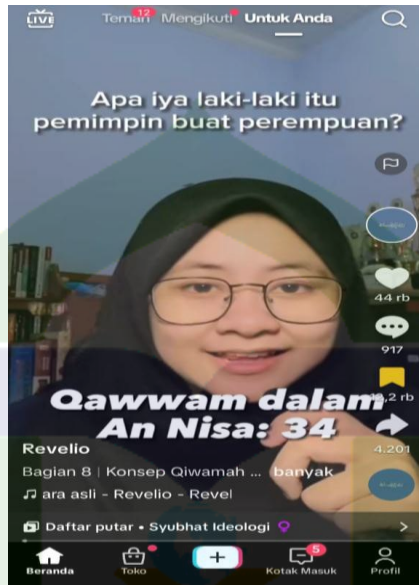 LIVE
Teman 12 Mengikuti Untuk Anda
Apa iya laki-laki itu
pemimpin buat perempuan?
44 rb
917
,2 rb
Qawwam dalam
An Nisa: 34
4.201
Revelio
Bagian 8 | Konsep Qiwamah ... banyak
ara asli - Revelio - Revel
Daftar putar • Syubhat Ideologi
5
Beranda Toko Kotak Masuk Profil